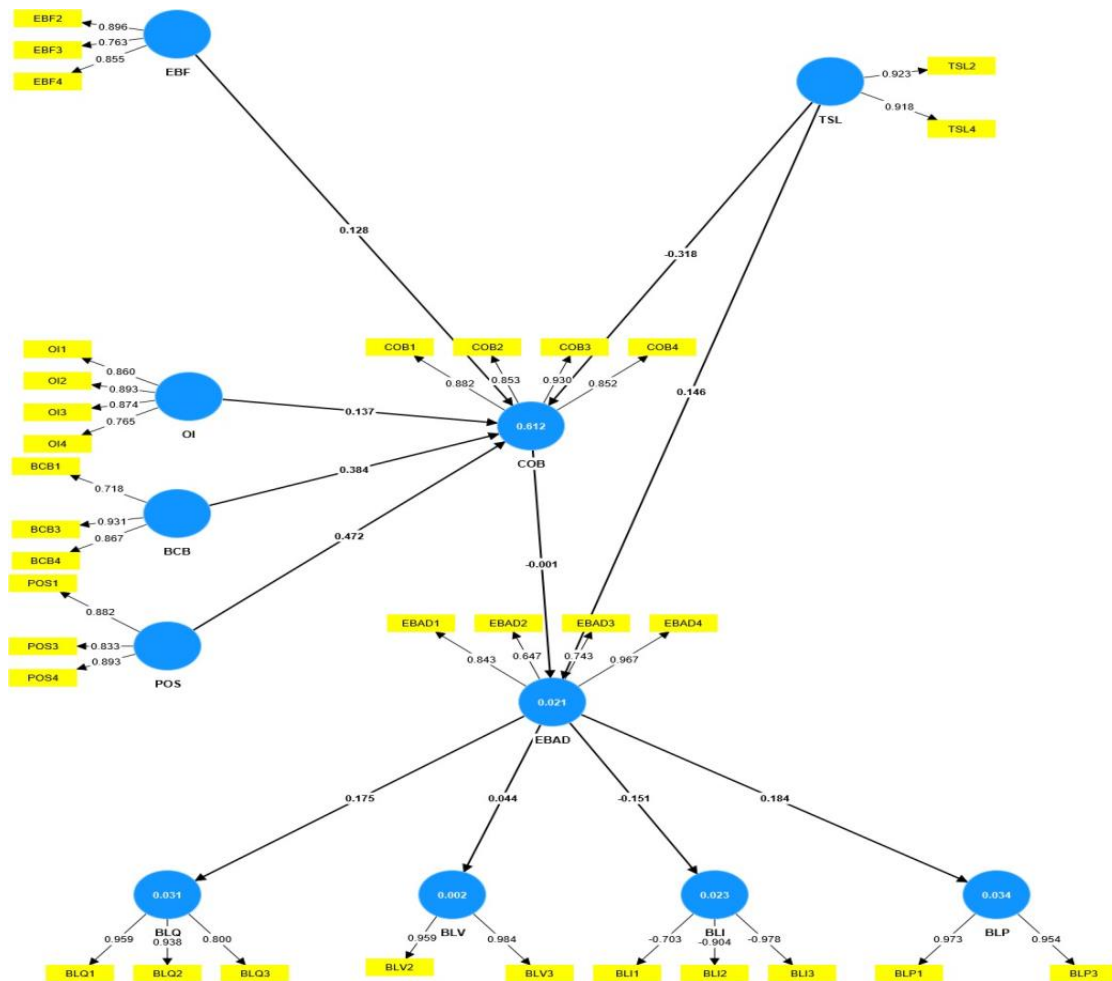 EBF2
0.896
EBF3
0.763
EBF4
0.855
EBF
TSL2
0.923
TSL4
0.918
TSL
0.128
-0.318
0.146
OI1
0.860
OI2
0.893
OI3
0.874
OI4
0.765
OI
0.137
COB1
COB2
COB3
COB4
0.882
0.853
0.930
0.852
0.612
COB
BCB1
0.718
BCB3
0.931
BCB4
0.867
BCB
0.384
POS1
0.882
POS3
0.833
POS4
0.893
POS
0.472
-0.001
EBAD1
EBAD2
EBAD3
EBAD4
0.843
0.647
0.743
0.967
0.021
EBAD
0.175
0.044
-0.151
0.184
0.031
BLQ
0.002
BLV
0.023
BLI
0.034
BLP
0.959
0.938
0.800
0.959
0.984
-0.703
-0.904
-0.978
0.973
0.954
BLQ1
BLQ2
BLQ3
BLV2
BLV3
BLI1
BLI2
BLI3
BLP1
BLP3